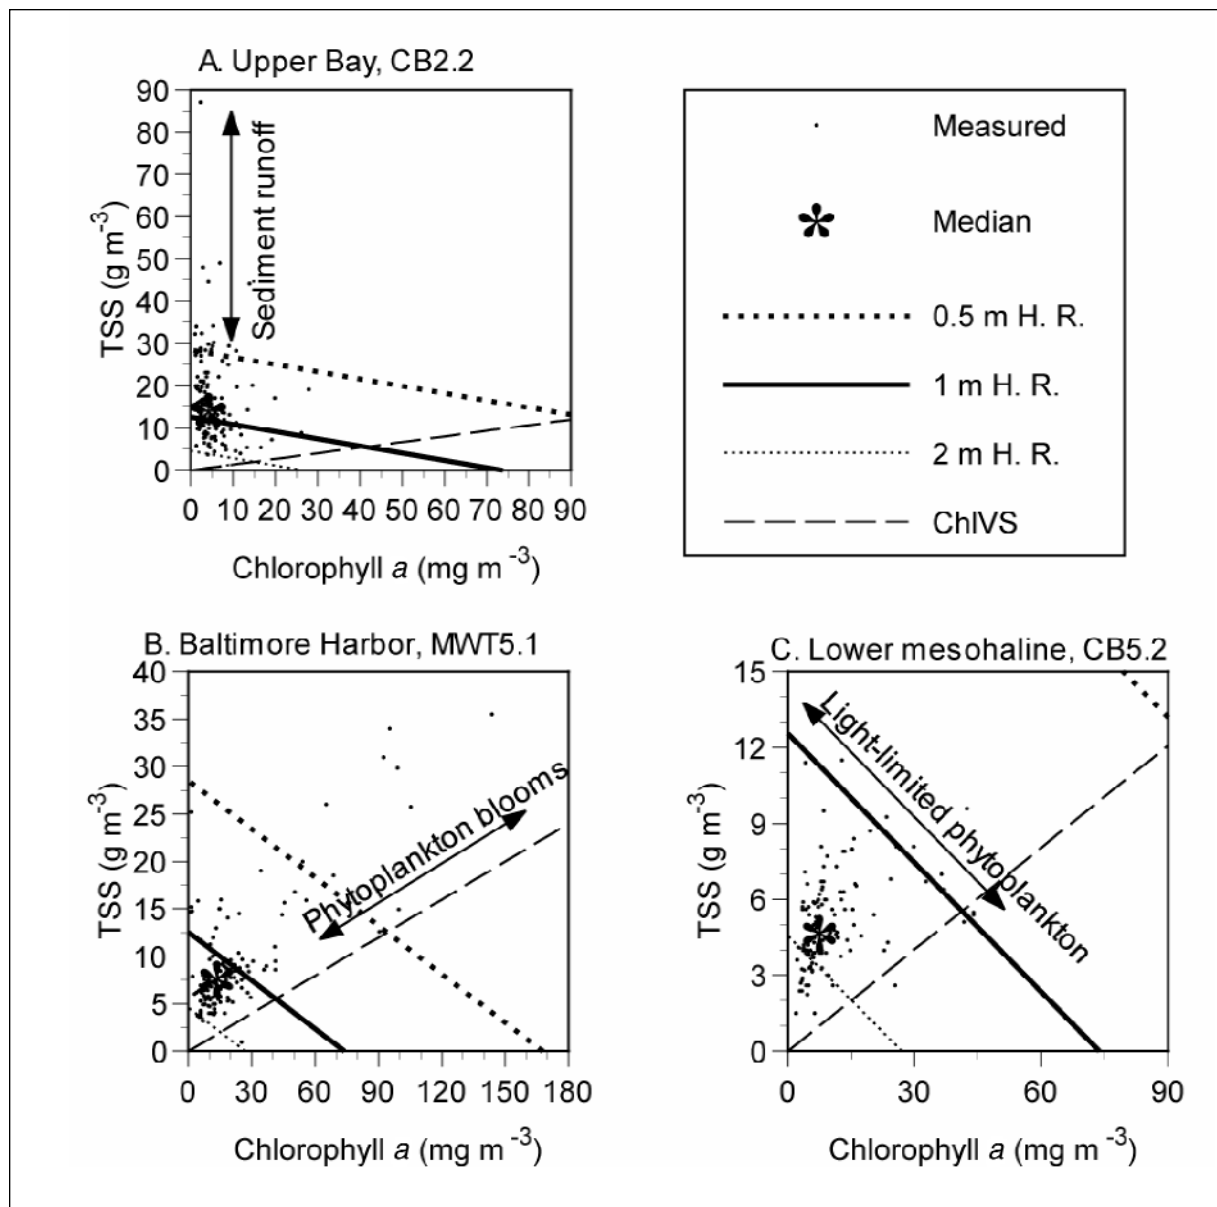 A. Upper Bay, CB2.2
90
80
70
60
50
40
30
20
10
0
TSS (g m-3)
Sediment runoff
0 10 20 30 40 50 60 70 80 90
Chlorophyll a (mg m -3)
Measured
Median
0.5 m H. R.
1 m H. R.
2 m H. R.
ChlVS
B. Baltimore Harbor, MWT5.1
40
35
30
25
20
15
10
5
0
TSS (g m-3)
Phytoplankton blooms
0 30 60 90 120 150 180
Chlorophyll a (mg m -3)
C. Lower mesohaline, CB5.2
15
12
9
6
3
0
TSS (g m-3)
Light-limited phytoplankton
0 30 60 90
Chlorophyll a (mg m -3)